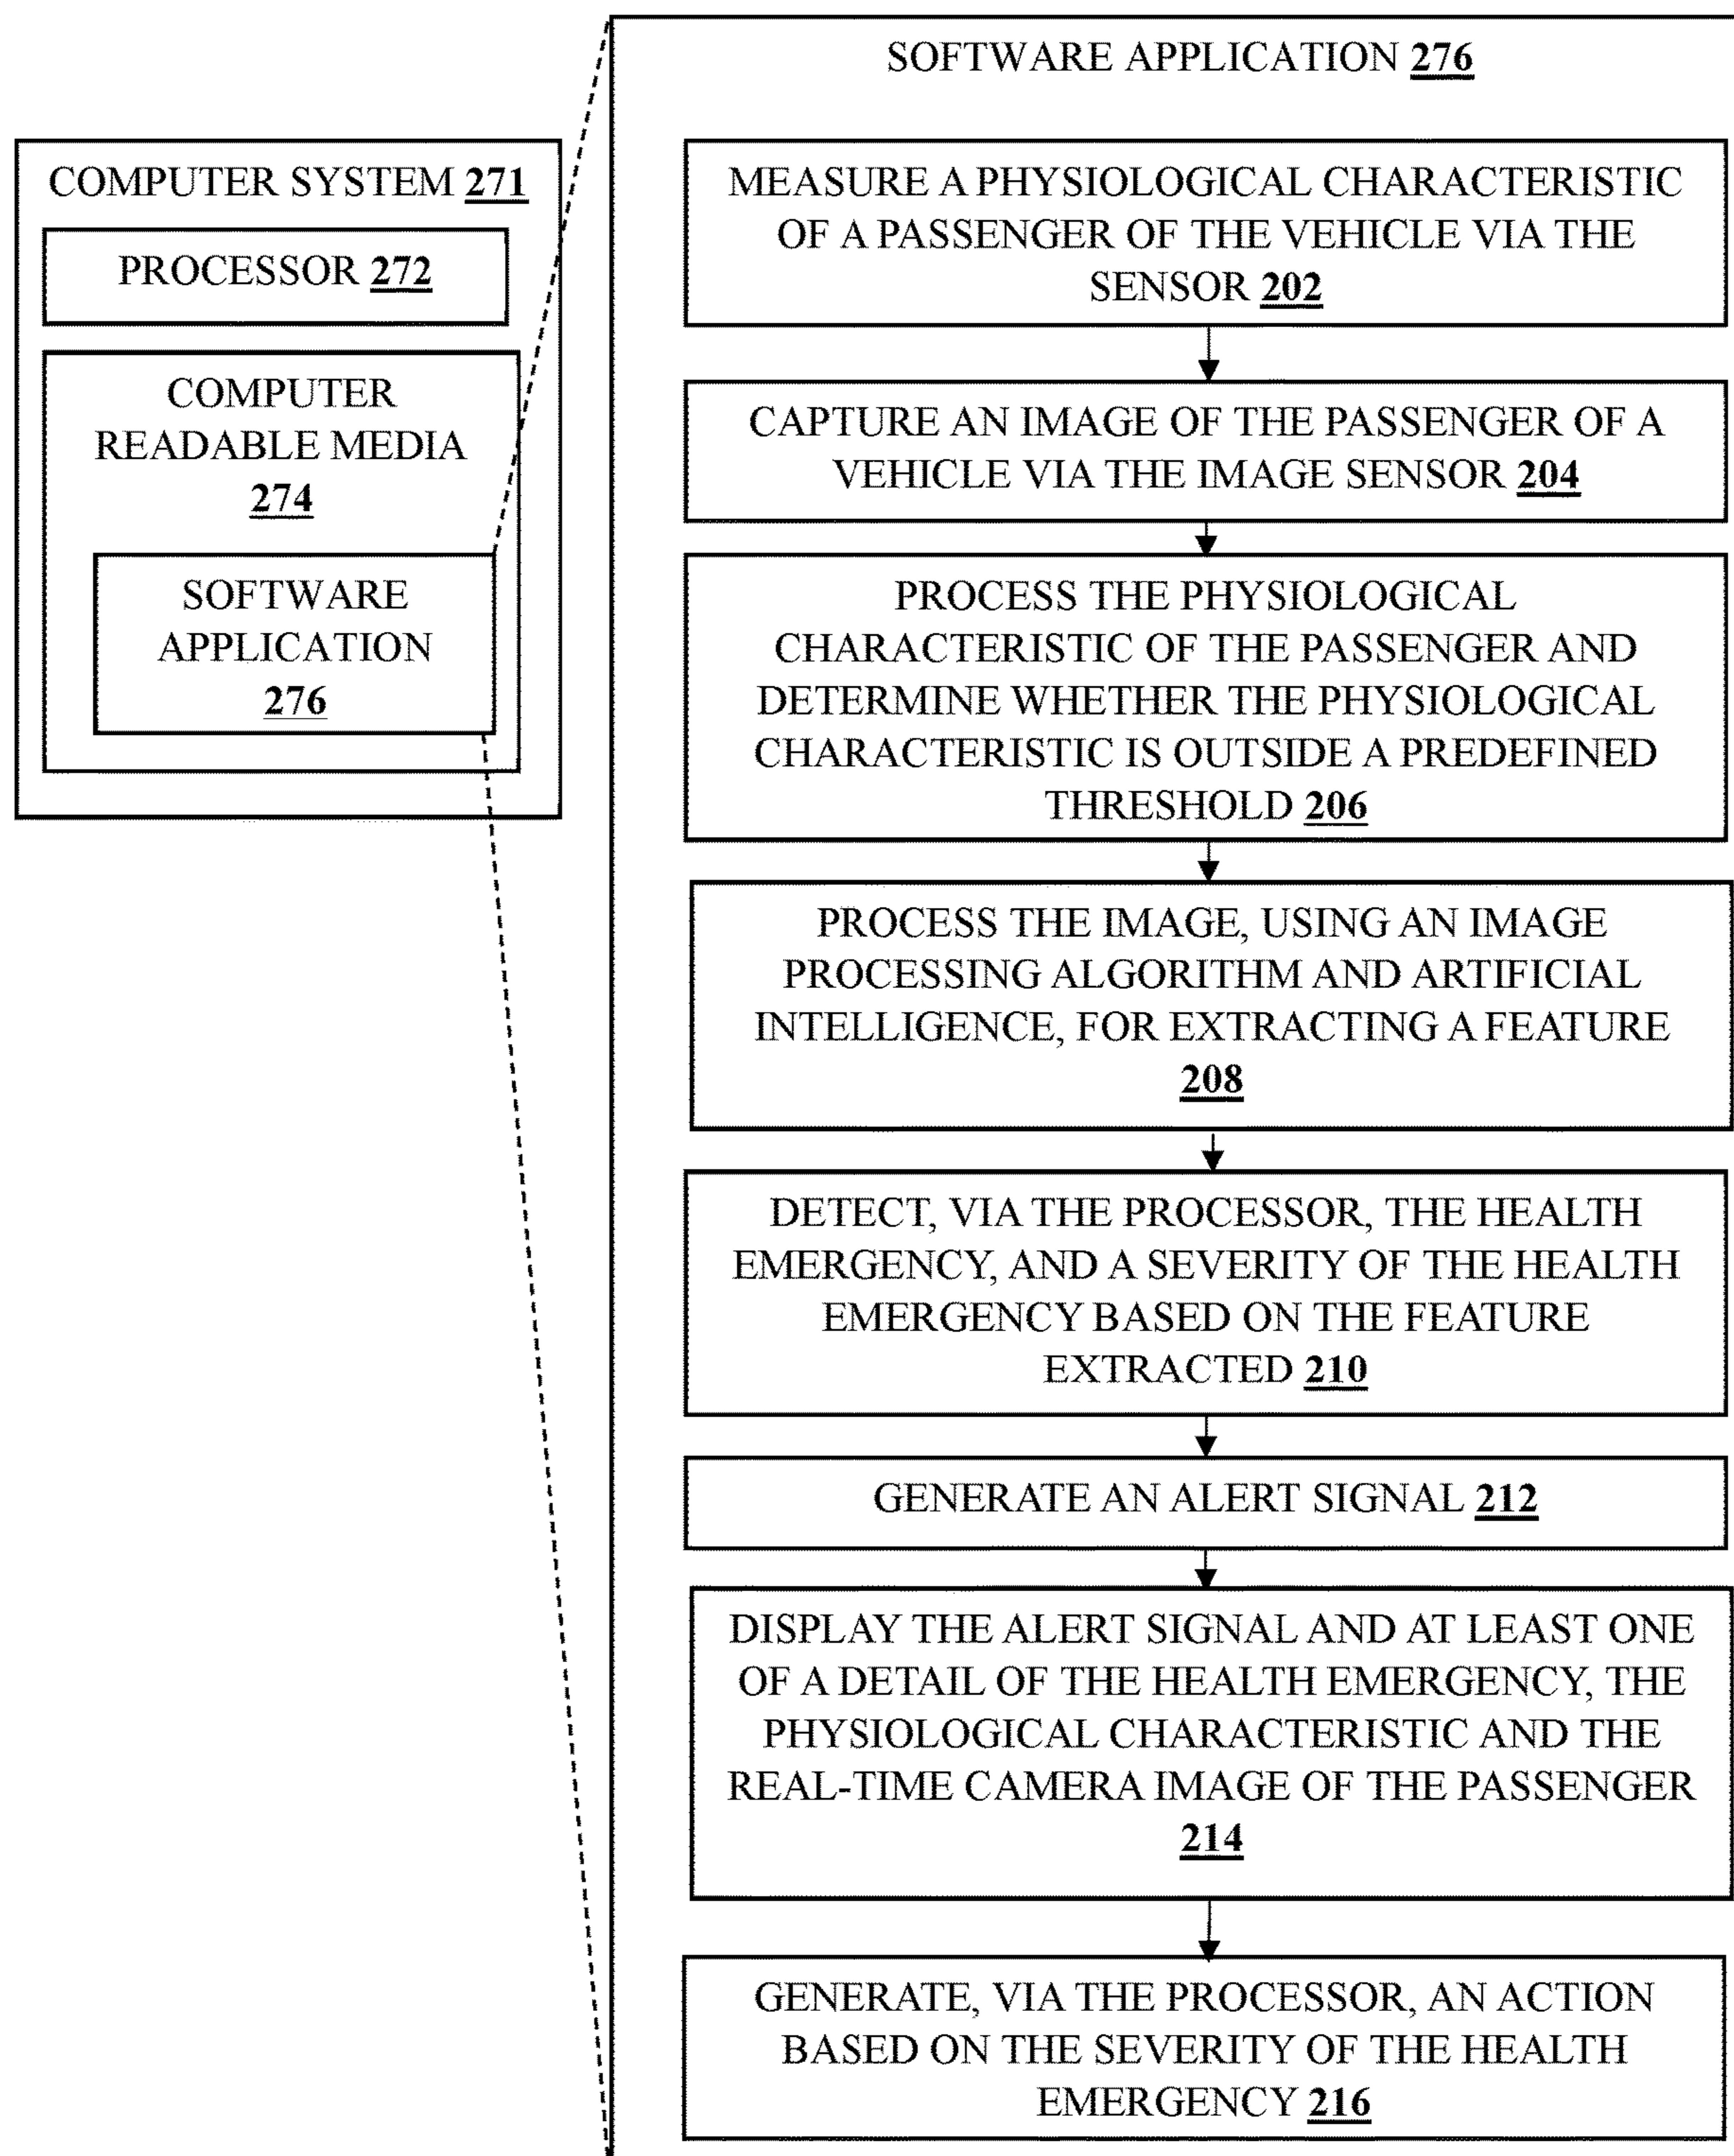 COMPUTER SYSTEM 271
PROCESSOR 272
COMPUTER
READABLE MEDIA
274
SOFTWARE
APPLICATION
276
SOFTWARE APPLICATION 276
MEASURE A PHYSIOLOGICAL CHARACTERISTIC
OF A PASSENGER OF THE VEHICLE VIA THE
SENSOR 202
CAPTURE AN IMAGE OF THE PASSENGER OF A
VEHICLE VIA THE IMAGE SENSOR 204
PROCESS THE PHYSIOLOGICAL
CHARACTERISTIC OF THE PASSENGER AND
DETERMINE WHETHER THE PHYSIOLOGICAL
CHARACTERISTIC IS OUTSIDE A PREDEFINED
THRESHOLD 206
PROCESS THE IMAGE, USING AN IMAGE
PROCESSING ALGORITHM AND ARTIFICIAL
INTELLIGENCE, FOR EXTRACTING A FEATURE
208
DETECT, VIA THE PROCESSOR, THE HEALTH
EMERGENCY, AND A SEVERITY OF THE HEALTH
EMERGENCY BASED ON THE FEATURE
EXTRACTED 210
GENERATE AN ALERT SIGNAL 212
DISPLAY THE ALERT SIGNAL AND AT LEAST ONE
OF A DETAIL OF THE HEALTH EMERGENCY, THE
PHYSIOLOGICAL CHARACTERISTIC AND THE
REAL-TIME CAMERA IMAGE OF THE PASSENGER
214
GENERATE, VIA THE PROCESSOR, AN ACTION
BASED ON THE SEVERITY OF THE HEALTH
EMERGENCY 216